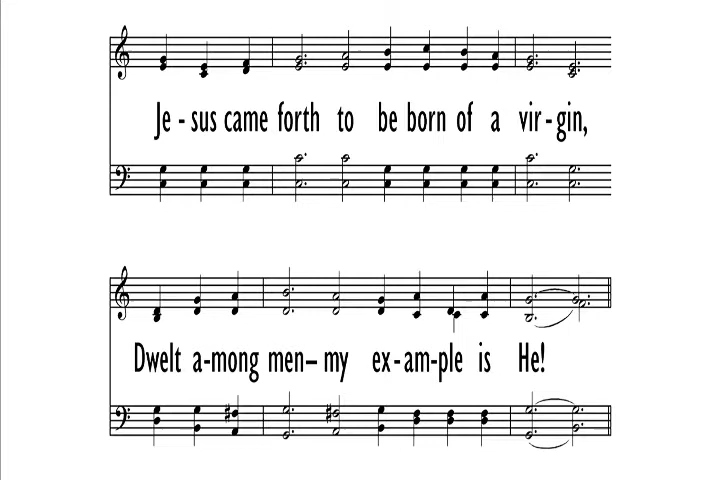 Je - sus came forth to be born of a vir - gin,
Dwelt a-mong men– my ex - am-ple is He!